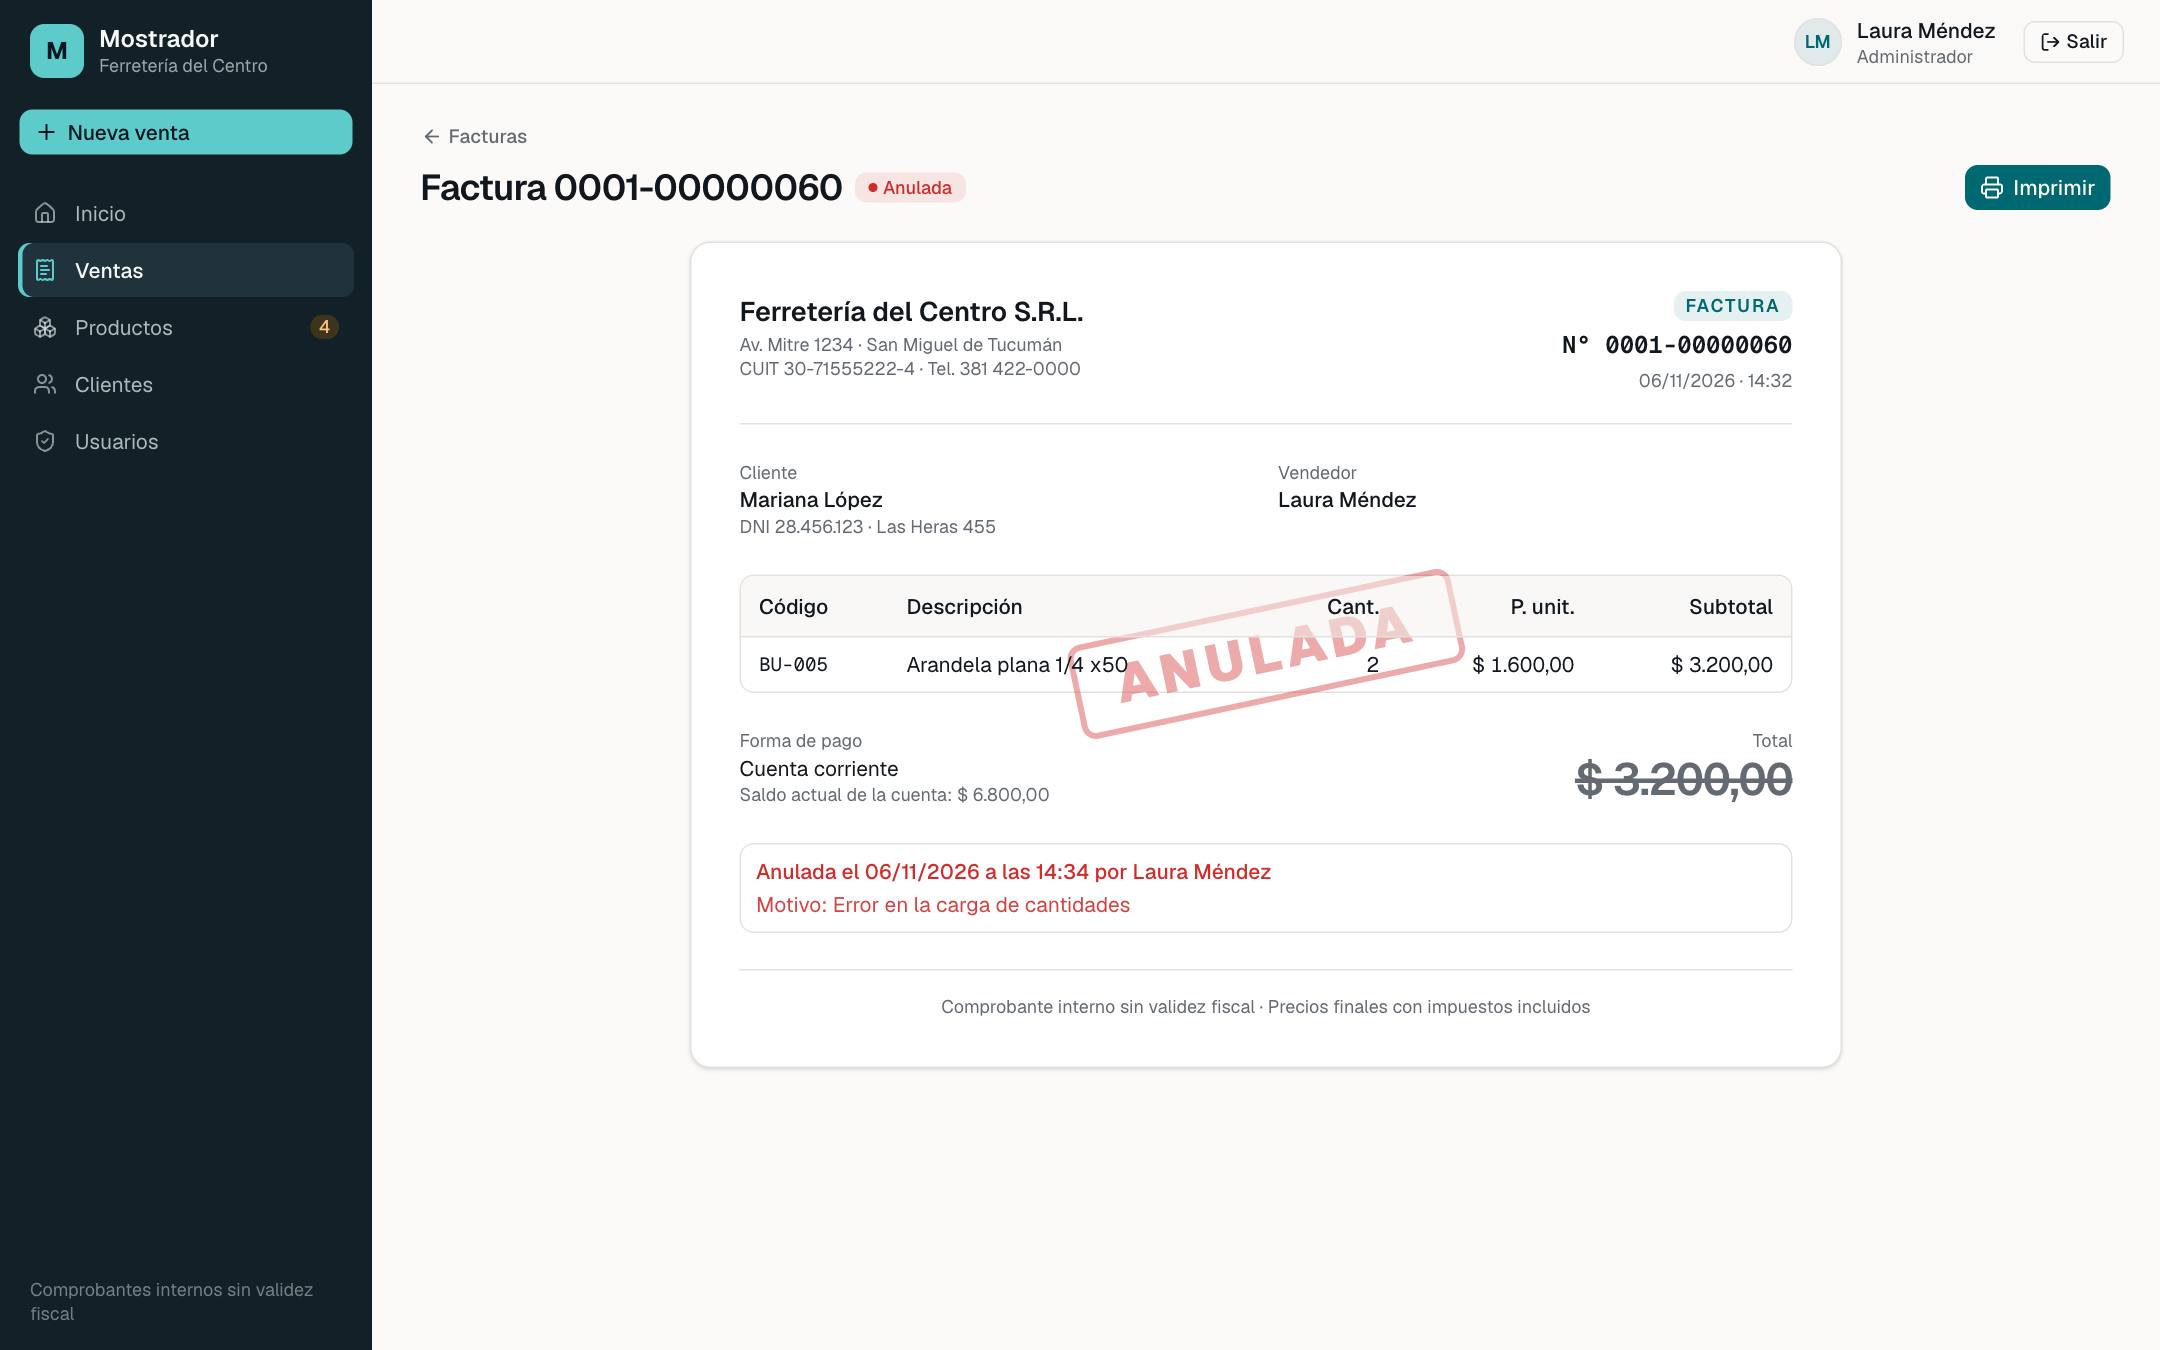 M
Mostrador
Ferretería del Centro
Nueva venta
Inicio
Ventas
Productos 4
Clientes
Usuarios
Comprobantes internos sin validez
fiscal
LM
Laura Méndez
Administrador
Salir
Facturas
Factura 0001-00000060 Anulada
Imprimir
Ferretería del Centro S.R.L.
Av. Mitre 1234 · San Miguel de Tucumán
CUIT 30-71555222-4 · Tel. 381 422-0000
FACTURA
N° 0001-00000060
06/11/2026 · 14:32
Cliente
Mariana López
DNI 28.456.123 · Las Heras 455
Vendedor
Laura Méndez
Código Descripción Cant. P. unit. Subtotal
BU-005 Arandela plana 1/4 x50 2 $ 1.600,00 $ 3.200,00
ANULADA
Forma de pago
Cuenta corriente
Saldo actual de la cuenta: $ 6.800,00
Total
$ 3.200,00
Anulada el 06/11/2026 a las 14:34 por Laura Méndez
Motivo: Error en la carga de cantidades
Comprobante interno sin validez fiscal · Precios finales con impuestos incluidos